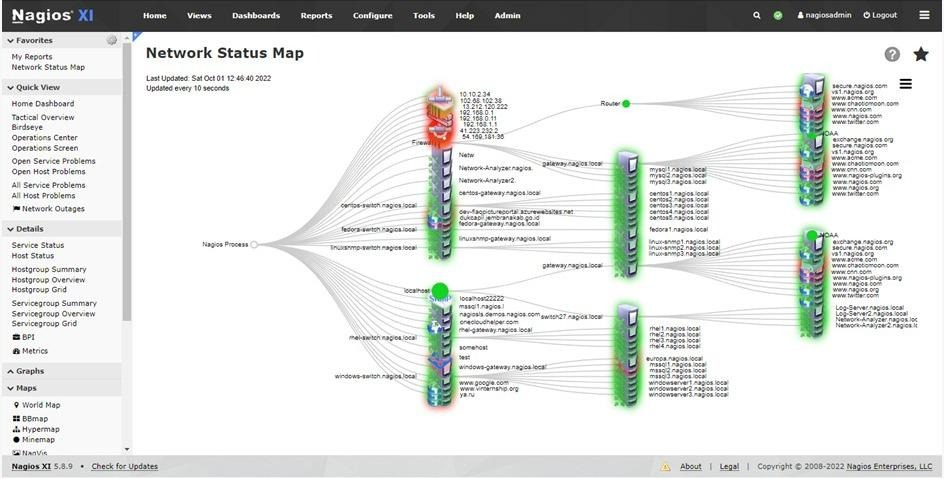 Nagios® XI
Home Views Dashboards Reports Configure Tools Help Admin
nagiosadmin Logout
Favorites
My Reports
Network Status Map
Quick View
Home Dashboard
Tactical Overview
Birdseye
Operations Center
Operations Screen
Open Service Problems
Open Host Problems
All Service Problems
All Host Problems
Network Outages
Details
Service Status
Host Status
Hostgroup Summary
Hostgroup Overview
Hostgroup Grid
Servicegroup Summary
Servicegroup Overview
Servicegroup Grid
BPI
Metrics
Graphs
Maps
World Map
BBmap
Hypermap
Minemap
NagVis
Network Status Map
Last Updated: Sat Oct 01 12:46:40 2022
Updated every 10 seconds
Nagios Process
10.10.2.34
102.68.102.38
13.212.120.222
192.168.0.1
192.168.0.11
192.168.1.1
41.223.232.2
54.169.181.36
Firewall
Netw
Network-Analyzer.nagios.
Network-Analyzer2.
centos-gateway.nagios.local
centos-switch.nagios.local
dev-flaqpictureportal.azurewebsites.net
dukcapil.jembranakab.go.id
fedora-gateway.nagios.local
fedora-switch.nagios.local
linuxsnmp-gateway.nagios.local
linuxsnmp-switch.nagios.local
localhost
localhost22222
mssql1.nagios.l
nagiosls.demos.nagios.com
onecloudhelper.com
rhel-gateway.nagios.local
rhel-switch.nagios.local
somehost
test
windows-gateway.nagios.local
windows-switch.nagios.local
www.google.com
www.vinternship.org
ya.ru
Router
gateway.nagios.local
mysql1.nagios.local
mysql2.nagios.local
mysql3.nagios.local
centos1.nagios.local
centos2.nagios.local
centos3.nagios.local
centos4.nagios.local
centos5.nagios.local
fedora1.nagios.local
linux-snmp1.nagios.local
linux-snmp2.nagios.local
linux-snmp3.nagios.local
gateway.nagios.local
switch27.nagios.local
rhel1.nagios.local
rhel2.nagios.local
rhel3.nagios.local
rhel4.nagios.local
europa.nagios.local
mssql1.nagios.local
mssql3.nagios.local
windowserver1.nagios.local
windowserver2.nagios.local
windowserver3.nagios.local
secure.nagios.com
vs1.nagios.org
www.acme.com
www.chaoticmoon.com
www.cnn.com
www.nagios-plugins.org
www.nagios.com
www.twitter.com
NOAA
exchange.nagios.org
secure.nagios.com
vs1.nagios.org
www.acme.com
www.chaoticmoon.com
www.cnn.com
www.nagios-plugins.org
www.nagios.com
www.nagios.org
www.twitter.com
NOAA
exchange.nagios.org
secure.nagios.com
vs1.nagios.org
www.acme.com
www.chaoticmoon.com
www.cnn.com
www.nagios-plugins.org
www.nagios.com
www.nagios.org
www.twitter.com
Log-Server.nagios.local
Log-Server2.nagios.local
Network-Analyzer.nagios.loc
Network-Analyzer2.nagios.loc
Nagios XI 5.8.9 • Check for Updates
About | Legal | Copyright © 2008-2022 Nagios Enterprises, LLC